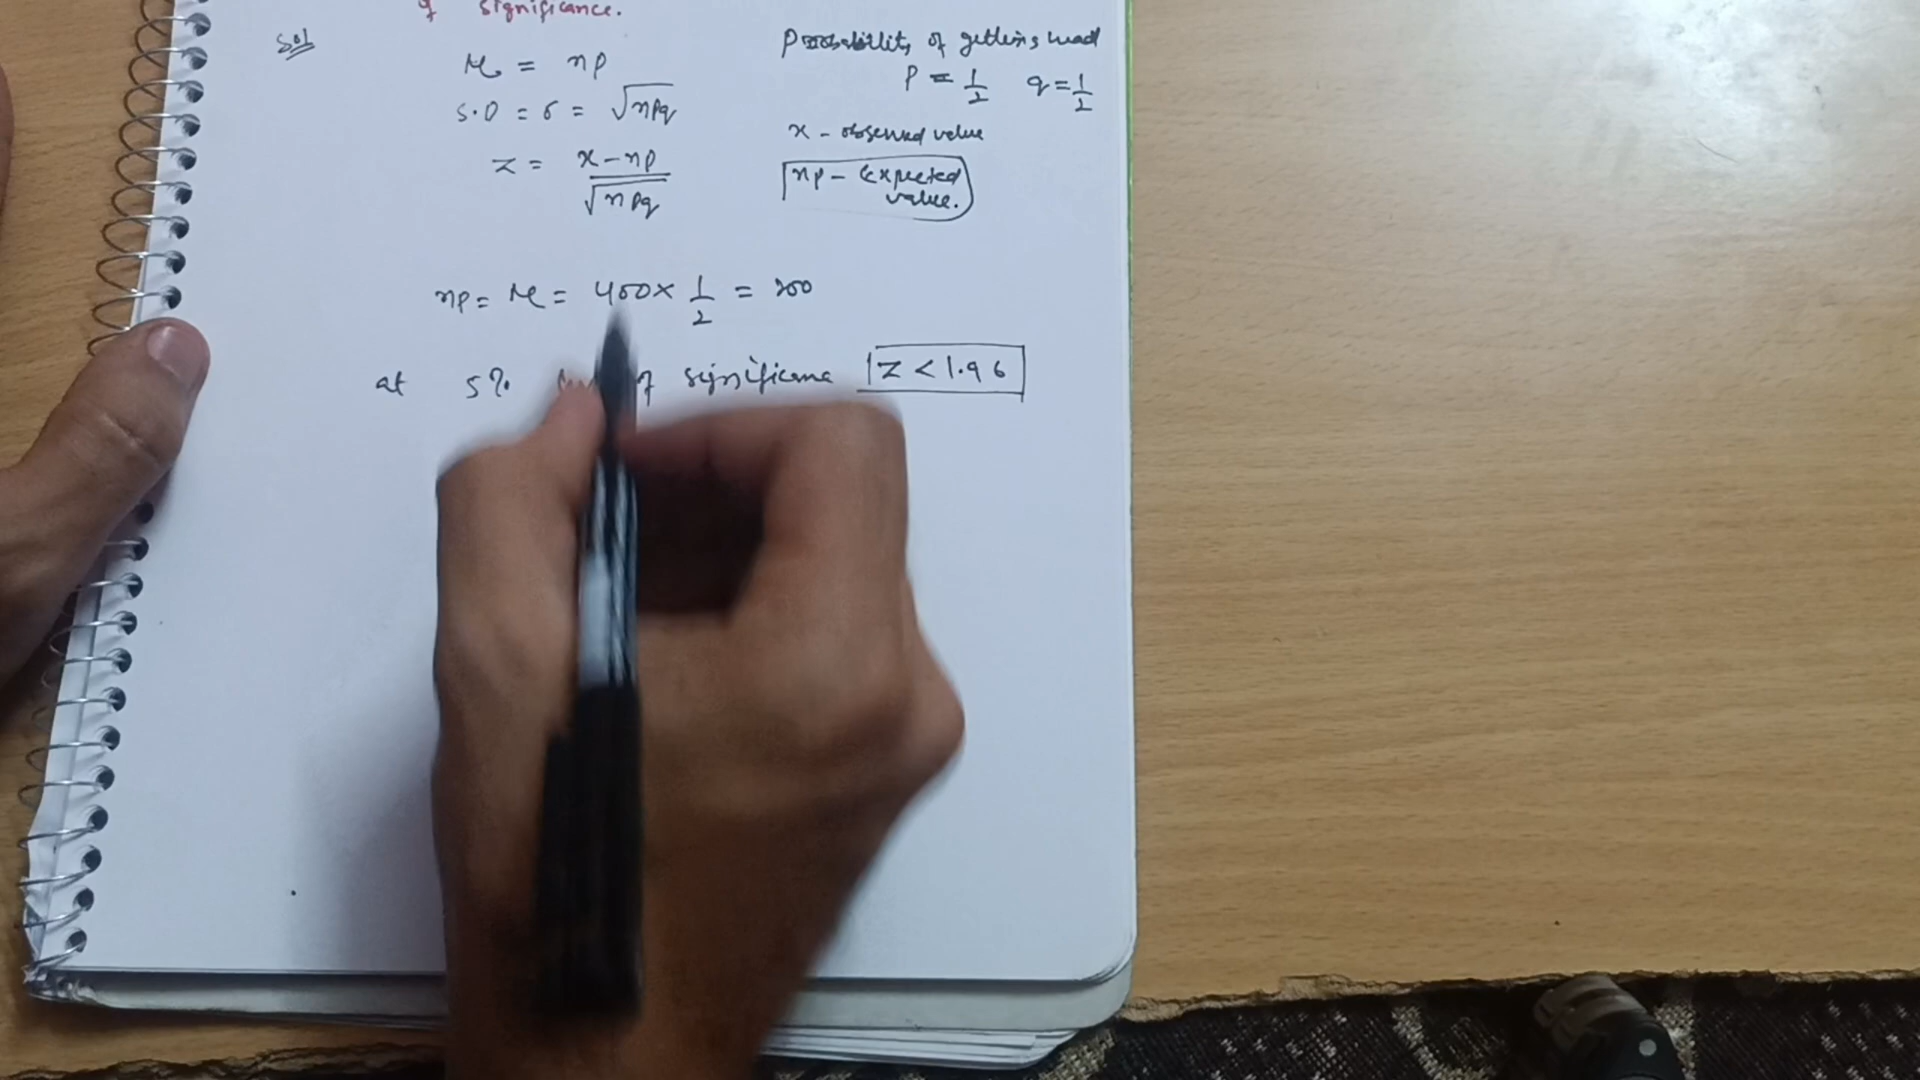 of significance.
Sol
μ = np
S.D = σ = √npq
z = x-np / √npq
Probability of getting head
P = 1/2 q = 1/2
x - observed value
np - Expected value.
np = μ = 400 × 1/2 = 200
at 5% of significance z < 1.96